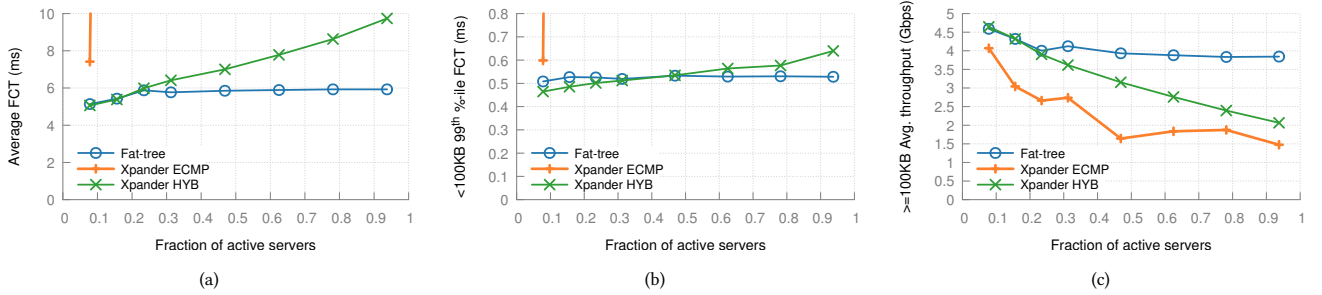 Average FCT (ms)
10
8
6
4
2
0
Fat-tree
Xpander ECMP
Xpander HYB
0 0.1 0.2 0.3 0.4 0.5 0.6 0.7 0.8 0.9 1
Fraction of active servers
(a)
<100KB 99th %-ile FCT (ms)
0.8
0.7
0.6
0.5
0.4
0.3
0.2
0.1
0
Fat-tree
Xpander ECMP
Xpander HYB
0 0.1 0.2 0.3 0.4 0.5 0.6 0.7 0.8 0.9 1
Fraction of active servers
(b)
>=100KB Avg. throughput (Gbps)
5
4.5
4
3.5
3
2.5
2
1.5
1
0.5
0
Fat-tree
Xpander ECMP
Xpander HYB
0 0.1 0.2 0.3 0.4 0.5 0.6 0.7 0.8 0.9 1
Fraction of active servers
(c)